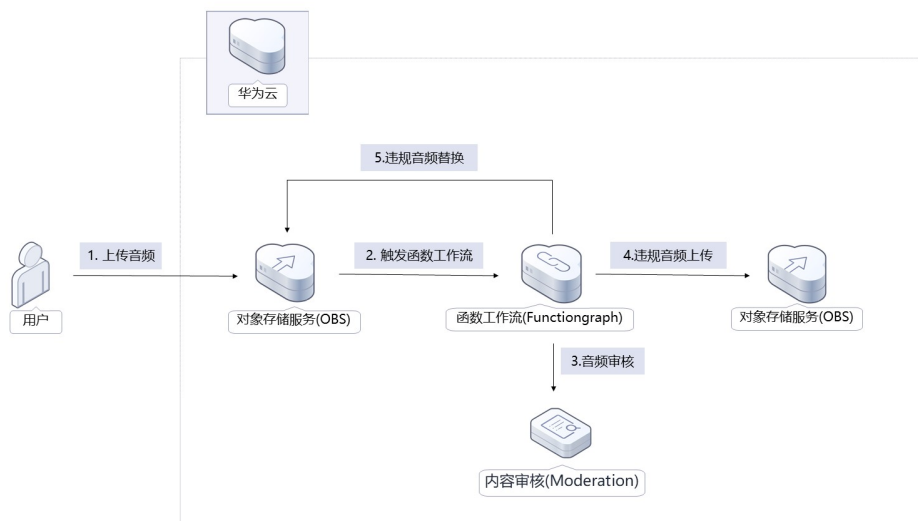 华为云
5.违规音频替换
1. 上传音频
2. 触发函数工作流
4.违规音频上传
用户
对象存储服务(OBS)
函数工作流(Functiongraph)
对象存储服务(OBS)
3.音频审核
内容审核(Moderation)